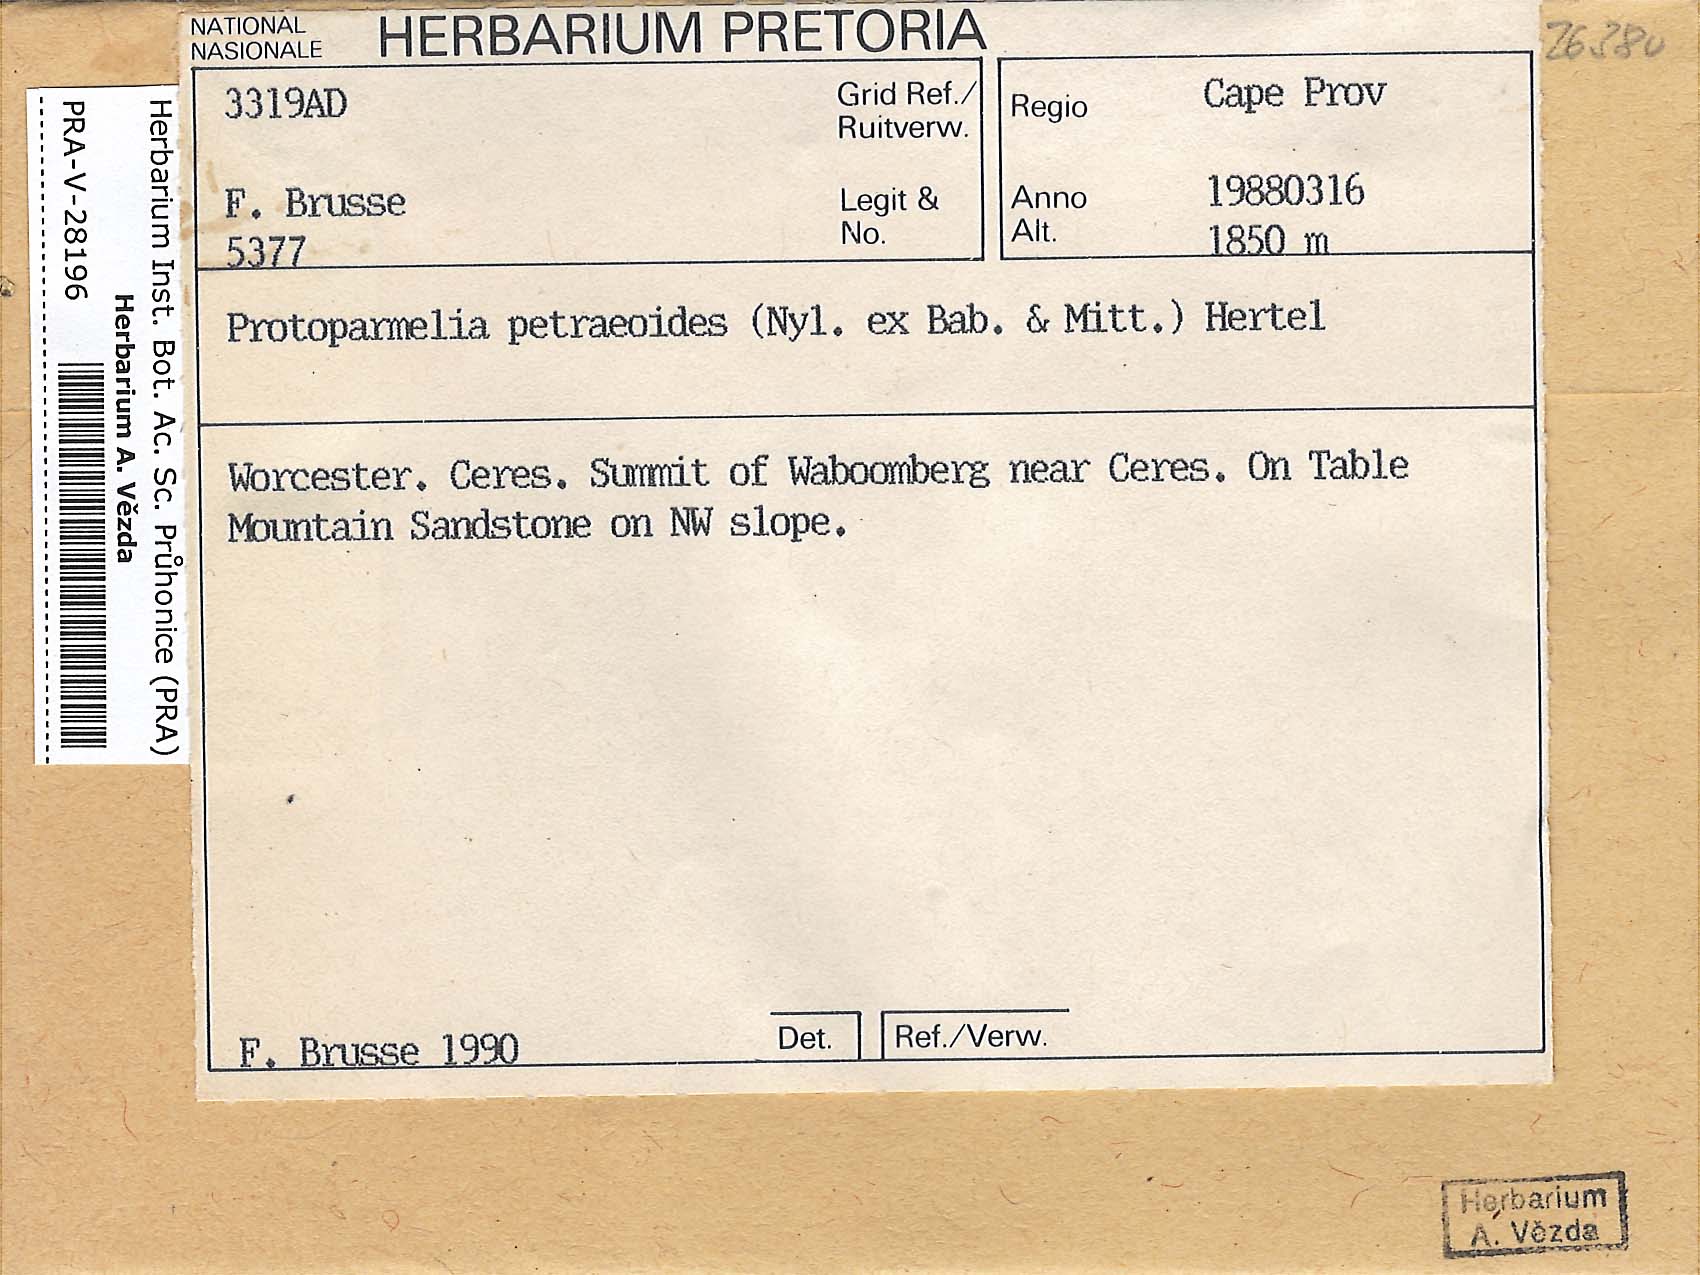 NATIONAL
NASIONALE
HERBARIUM PRETORIA
3319AD
Grid Ref./
Ruitverw.
F. Brusse
5377
Legit &
No.
Regio Cape Prov
Anno 19880316
Alt. 1850 m
Protoparmelia petraeoides (Nyl. ex Bab. & Mitt.) Hertel
Worcester. Ceres. Summit of Waboomberg near Ceres. On Table
Mountain Sandstone on NW slope.
F. Brusse 1990
Det.
Ref./Verw.
Herbarium Inst. Bot. Ac. Sc. Průhonice (PRA)
Herbarium A. Vězda
PRA-V-28196
Herbarium
A. Vězda